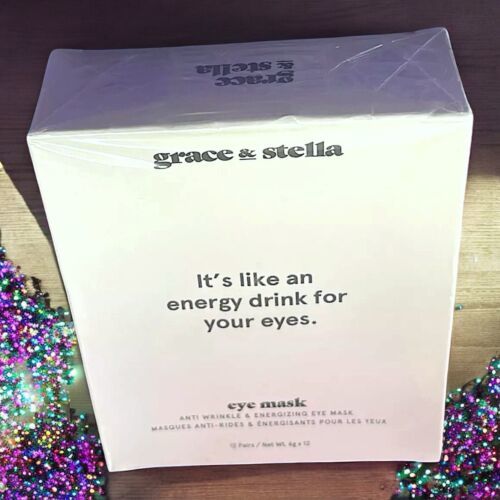 grace
& stella
grace & stella
It's like an
energy drink for
your eyes.
eye mask
ANTI WRINKLE & ENERGIZING EYE MASK
MASQUES ANTI-RIDES & ÉNERGISANTS POUR LES YEUX
12 Pairs / Net Wt. 6g x 12